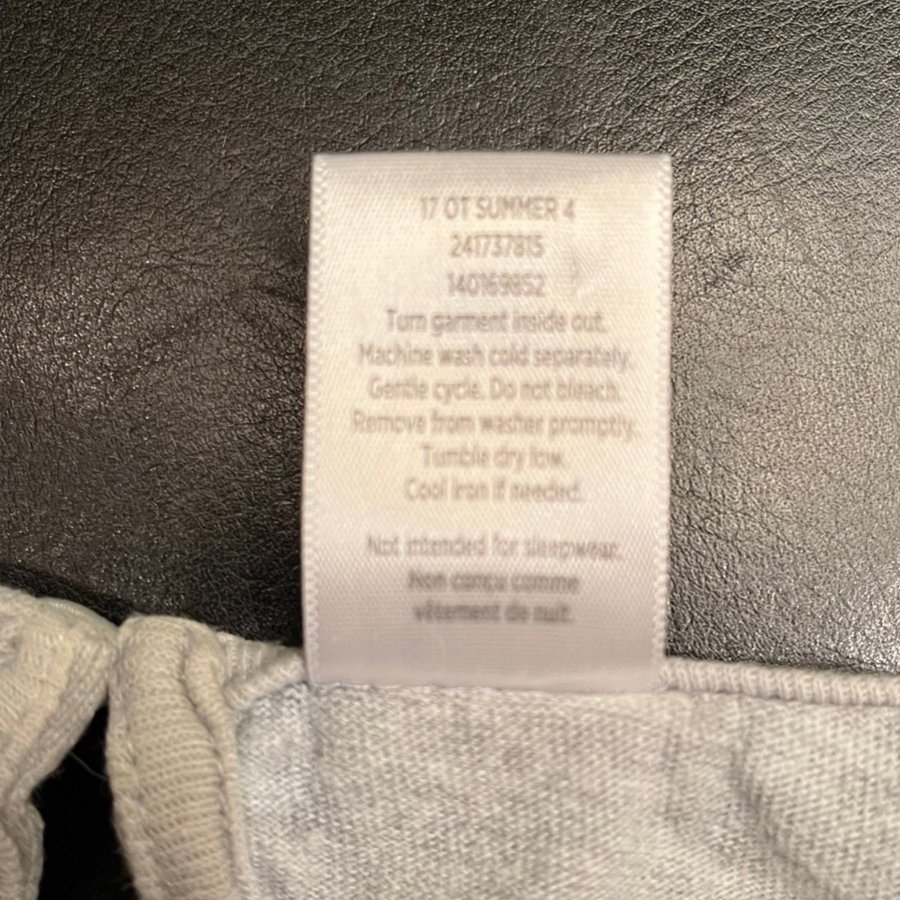 17 OT SUMMER 4
241737815
140169852
Turn garment inside out.
Machine wash cold separately.
Gentle cycle. Do not bleach.
Remove from washer promptly.
Tumble dry low.
Cool iron if needed.
Not intended for sleepwear.
Non conçu comme
vêtement de nuit.